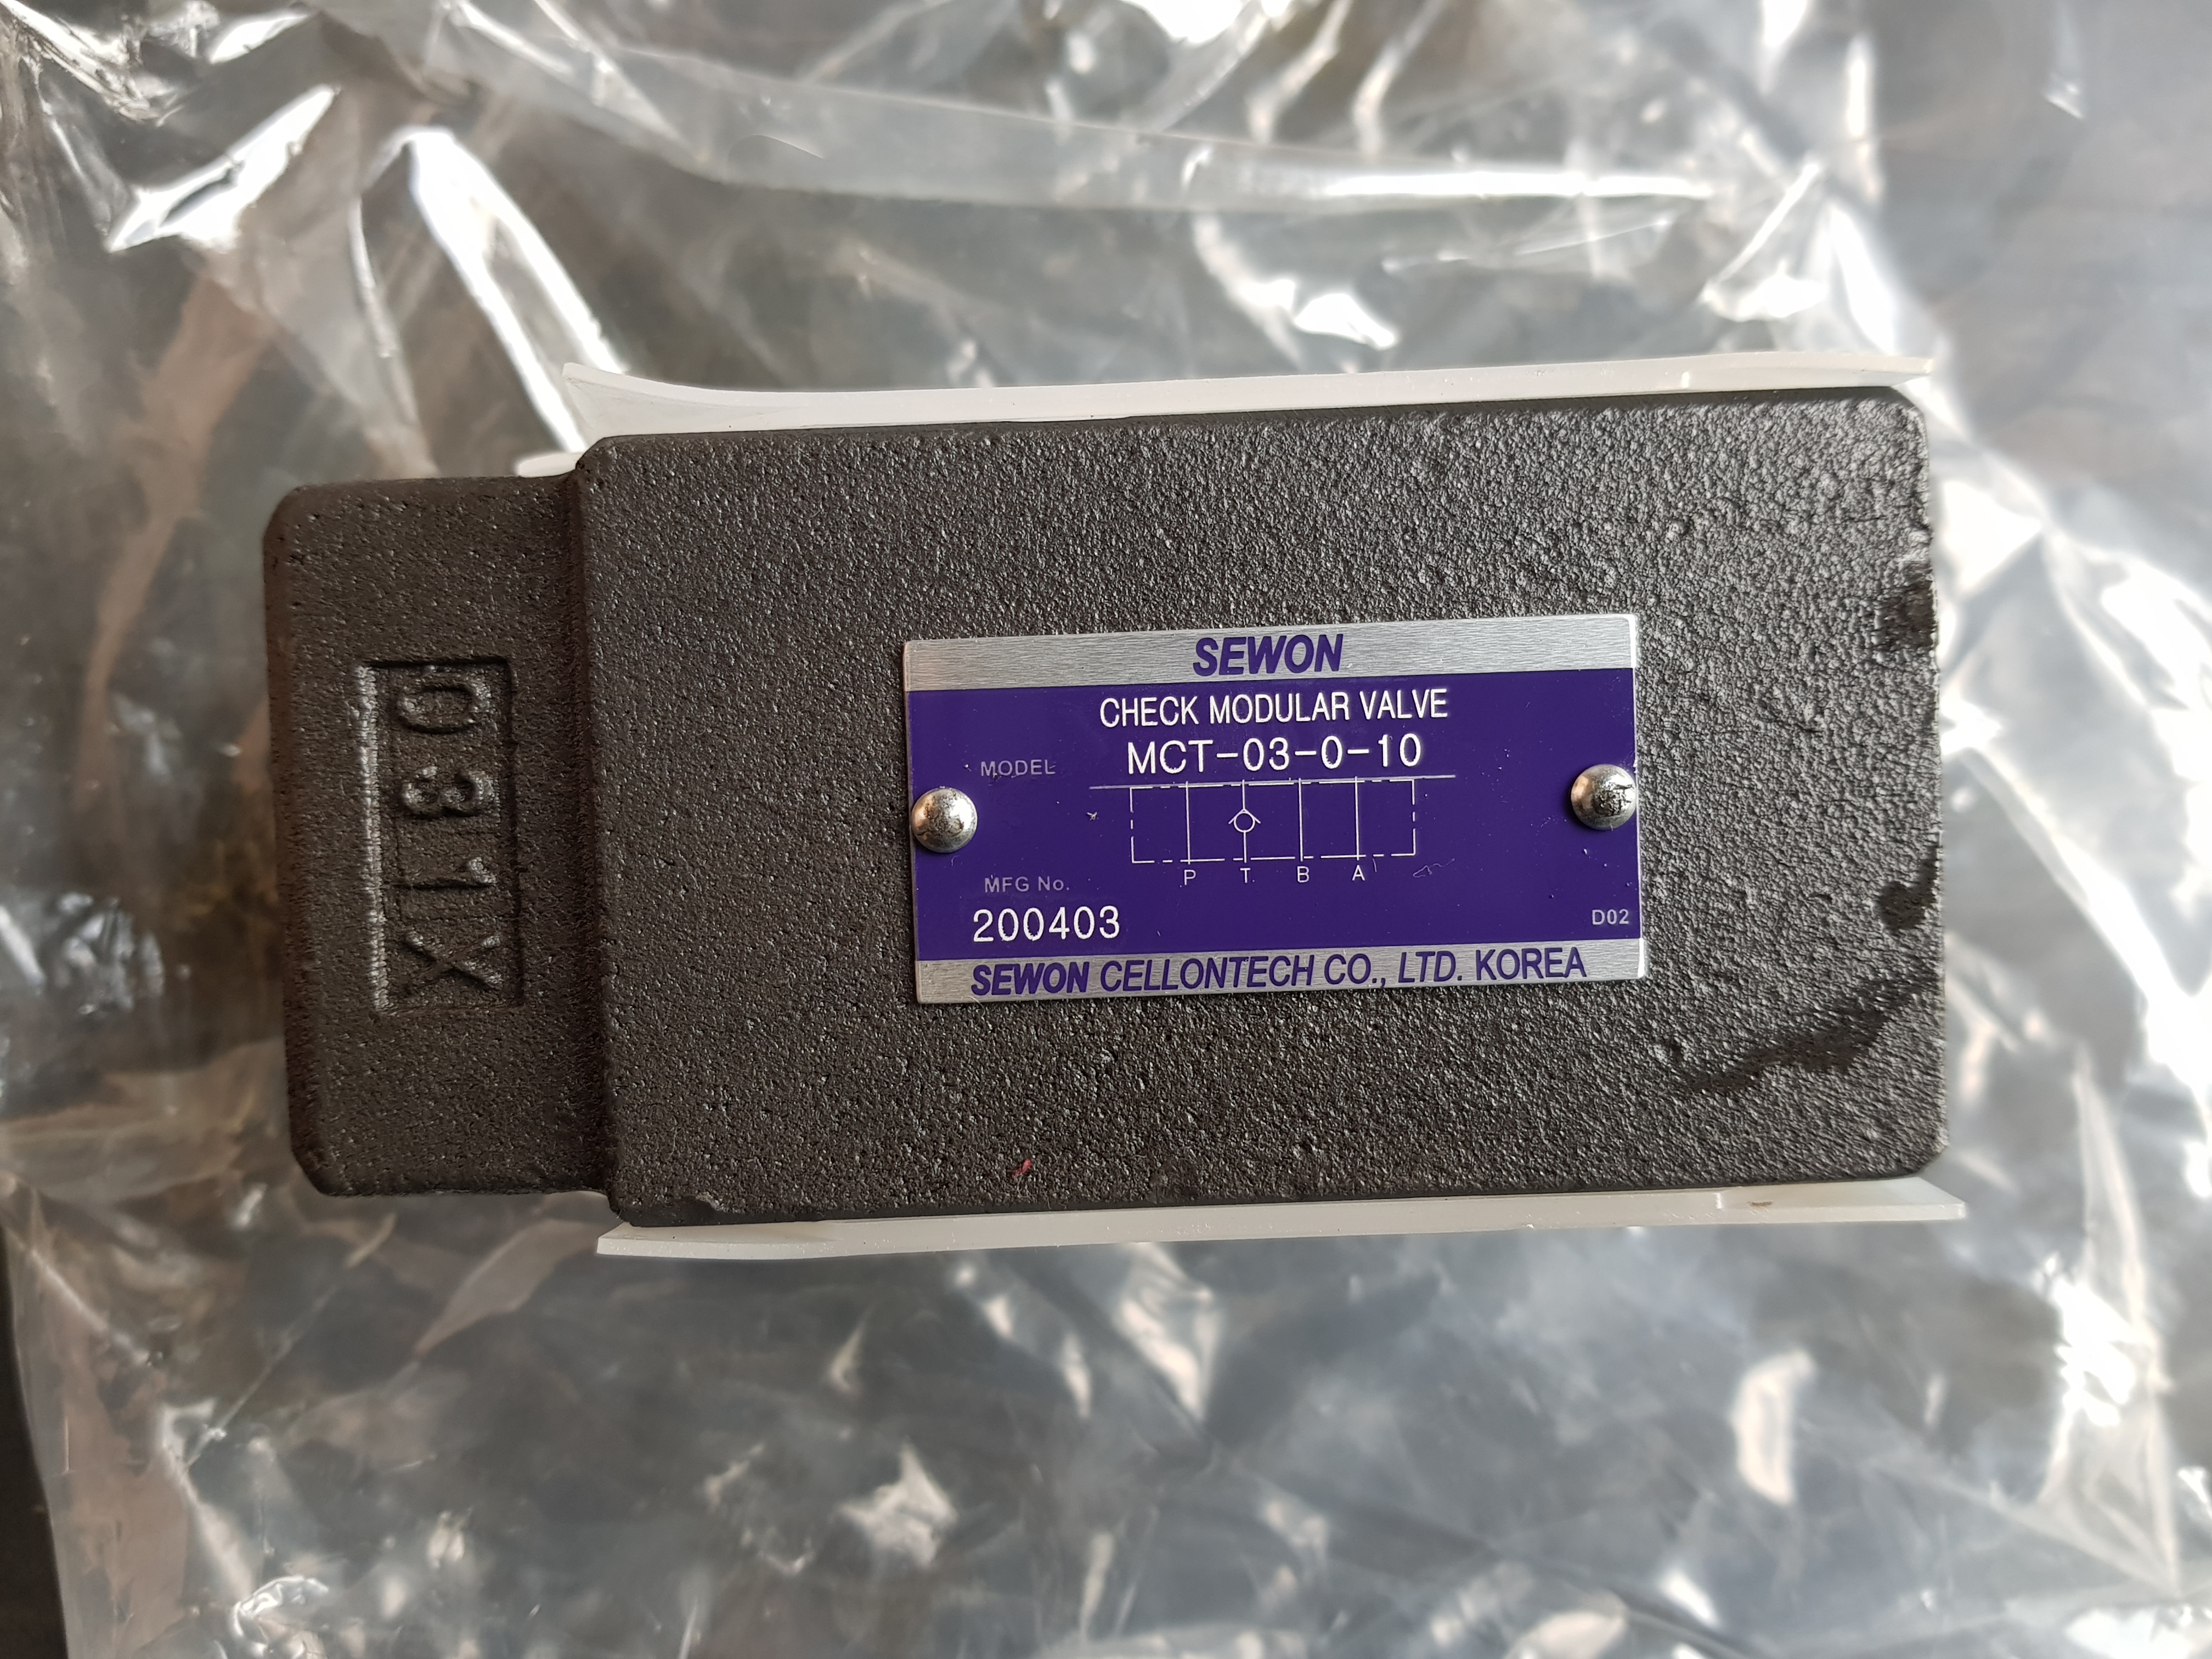 SEWON
CHECK MODULAR VALVE
MODEL MCT-03-0-10
P T B A
MFG No.
200403
D02
SEWON CELLONTECH CO., LTD. KOREA
031X